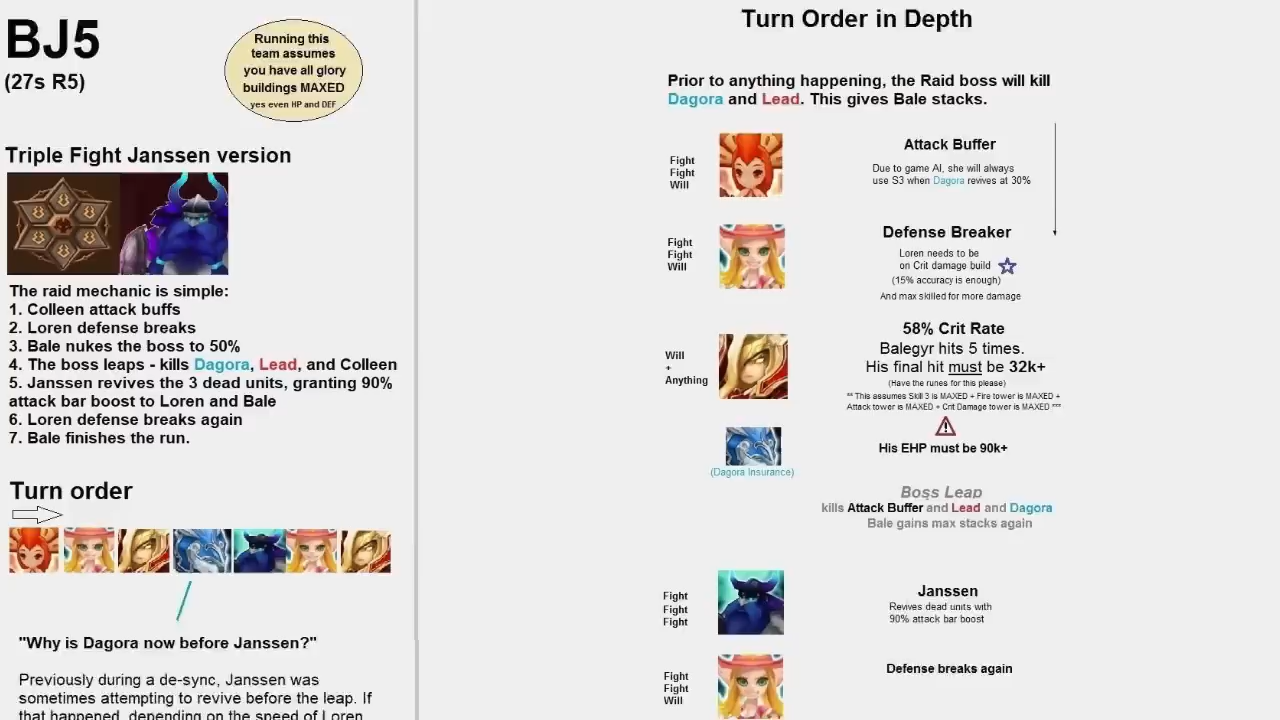 BJ5
(27s R5)
Running this
team assumes
you have all glory
buildings MAXED
yes even HP and DEF
Triple Fight Janssen version
The raid mechanic is simple:
1. Colleen attack buffs
2. Loren defense breaks
3. Bale nukes the boss to 50%
4. The boss leaps - kills Dagora, Lead, and Colleen
5. Janssen revives the 3 dead units, granting 90%
attack bar boost to Loren and Bale
6. Loren defense breaks again
7. Bale finishes the run.
Turn order
"Why is Dagora now before Janssen?"
Previously during a de-sync, Janssen was
sometimes attempting to revive before the leap. If
that happened, depending on the speed of Loren
Turn Order in Depth
Prior to anything happening, the Raid boss will kill
Dagora and Lead. This gives Bale stacks.
Fight
Fight
Will
Attack Buffer
Due to game AI, she will always
use S3 when Dagora revives at 30%
Fight
Fight
Will
Defense Breaker
Loren needs to be
on Crit damage build
(15% accuracy is enough)
And max skilled for more damage
Will
+
Anything
58% Crit Rate
Balegyr hits 5 times.
His final hit must be 32k+
(Have the runes for this please)
** This assumes Skill 3 is MAXED + Fire tower is MAXED +
Attack tower is MAXED + Crit Damage tower is MAXED ***
(Dagora Insurance)
His EHP must be 90k+
Boss Leap
kills Attack Buffer and Lead and Dagora
Bale gains max stacks again
Fight
Fight
Fight
Janssen
Revives dead units with
90% attack bar boost
Fight
Fight
Will
Defense breaks again